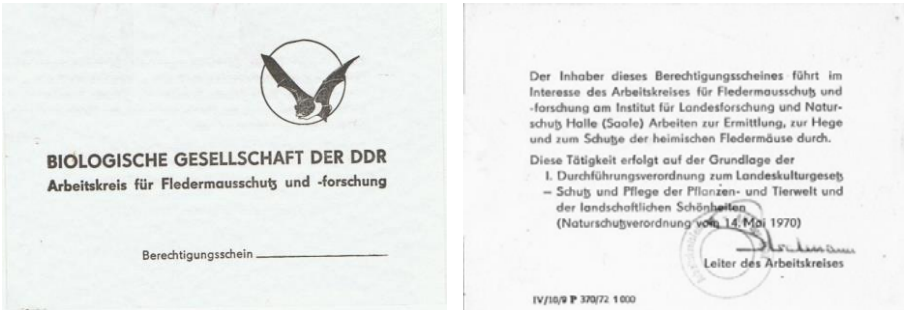 BIOLOGISCHE GESELLSCHAFT DER DDR
Arbeitskreis für Fledermausschutz und -forschung
Berechtigungsschein
Der Inhaber dieses Berechtigungsscheines führt im
Interesse des Arbeitskreises für Fledermausschutz und
-forschung am Institut für Landesforschung und Natur-
schutz Halle (Saale) Arbeiten zur Ermittlung, zur Hege
und zum Schutze der heimischen Fledermäuse durch.
Diese Tätigkeit erfolgt auf der Grundlage der
I. Durchführungsverordnung zum Landeskulturgesetz
– Schutz und Pflege der Pflanzen- und Tierwelt und
der landschaftlichen Schönheiten
(Naturschutzverordnung vom 14. Mai 1970)
Leiter des Arbeitskreises
IV/10/9 P 370/72 1 000